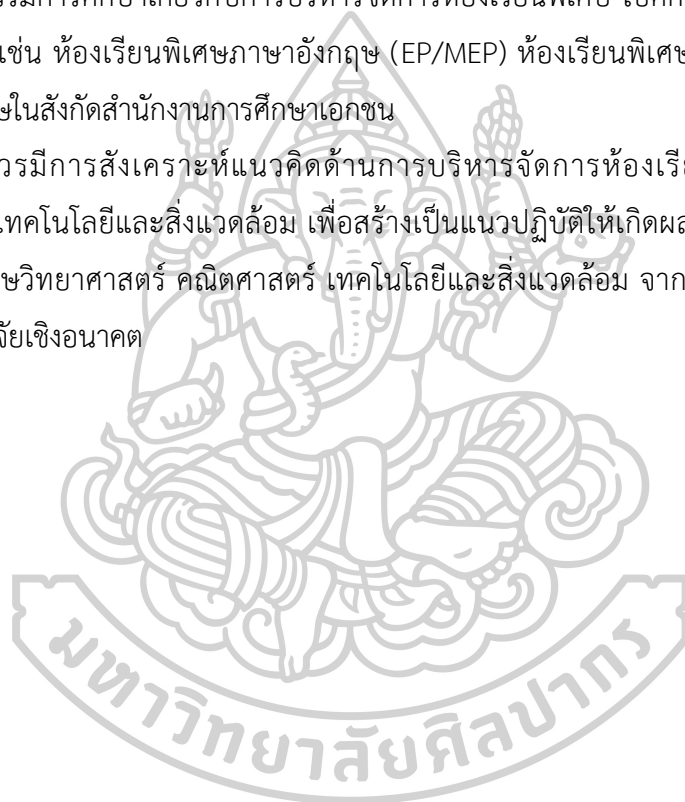 เช่น ห้องเรียนพิเศษภาษาอังกฤษ (EP/MEP) ห้องเรียนพิเศษ
ษในสังกัดสำนักงานการศึกษาเอกชน
วรมีการสังเคราะห์แนวคิดด้านการบริหารจัดการห้องเรีย
เทคโนโลยีและสิ่งแวดล้อม เพื่อสร้างเป็นแนวปฏิบัติให้เกิดผล
ษวิทยาศาสตร์ คณิตศาสตร์ เทคโนโลยีและสิ่งแวดล้อม จาก
จัยเชิงอนาคต
มหาวิทยาลัยศิลปากร